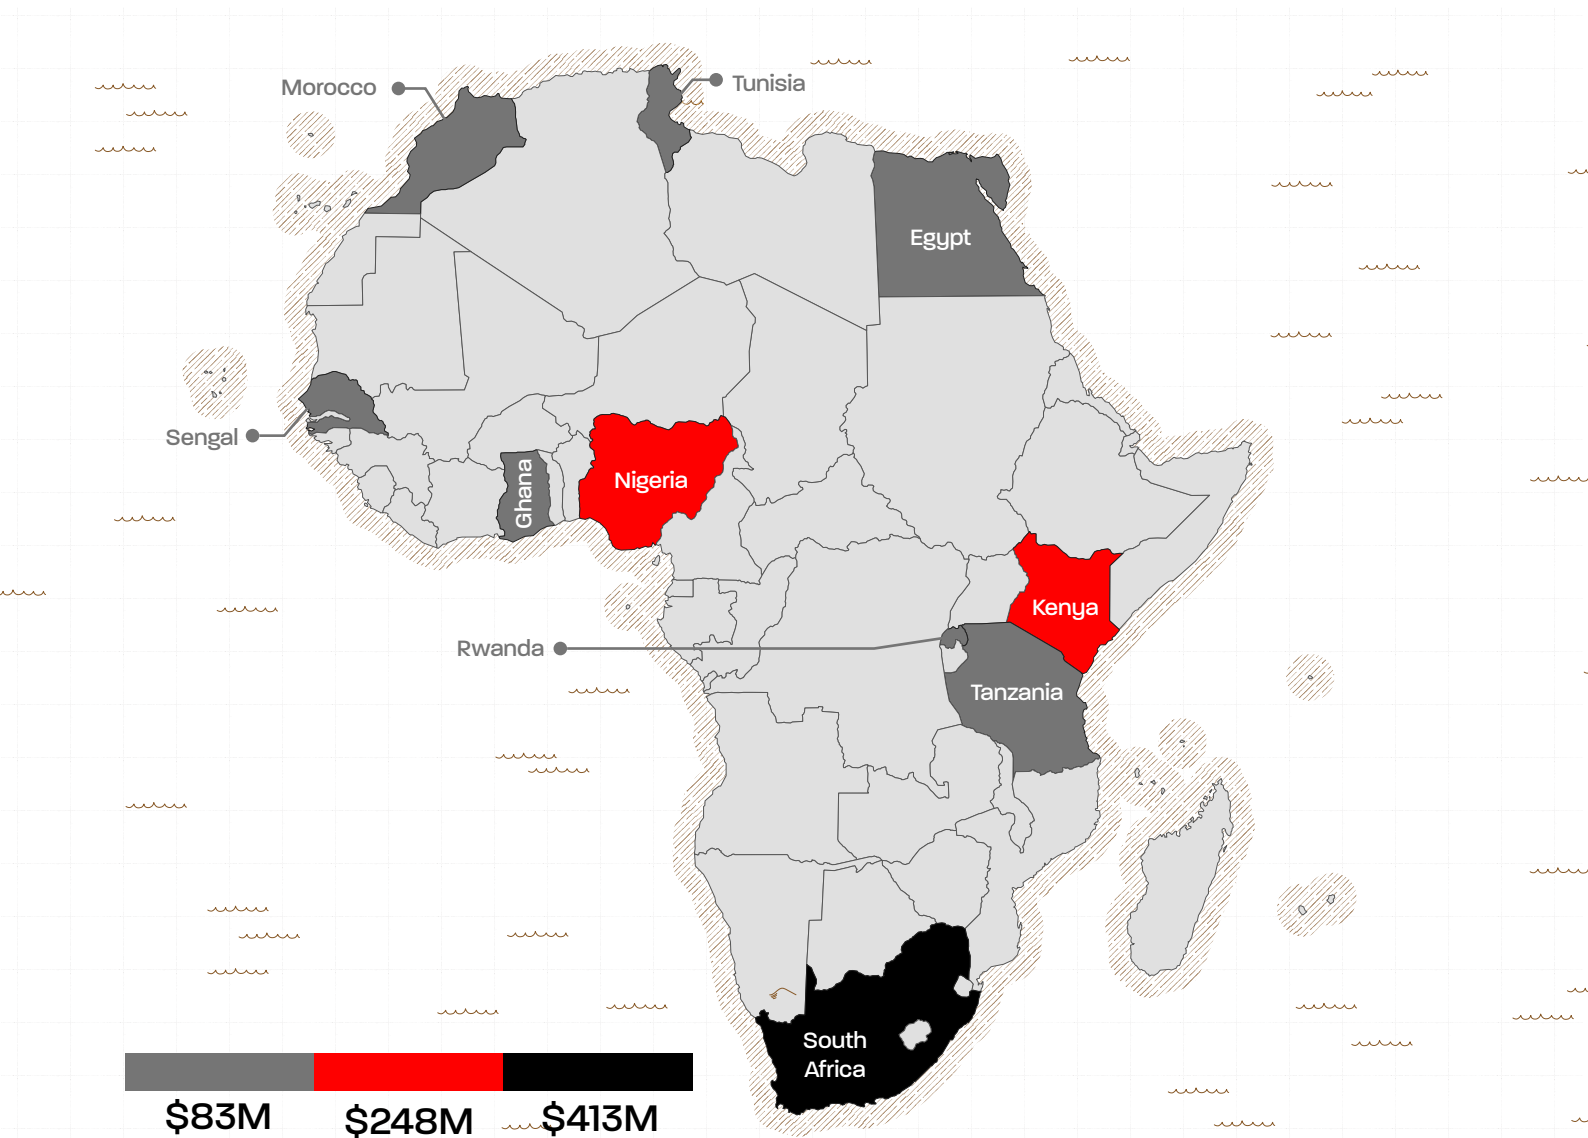 Morocco
Tunisia
Egypt
Sengal
Ghana
Nigeria
Kenya
Rwanda
Tanzania
South
Africa
$83M
$248M
$413M